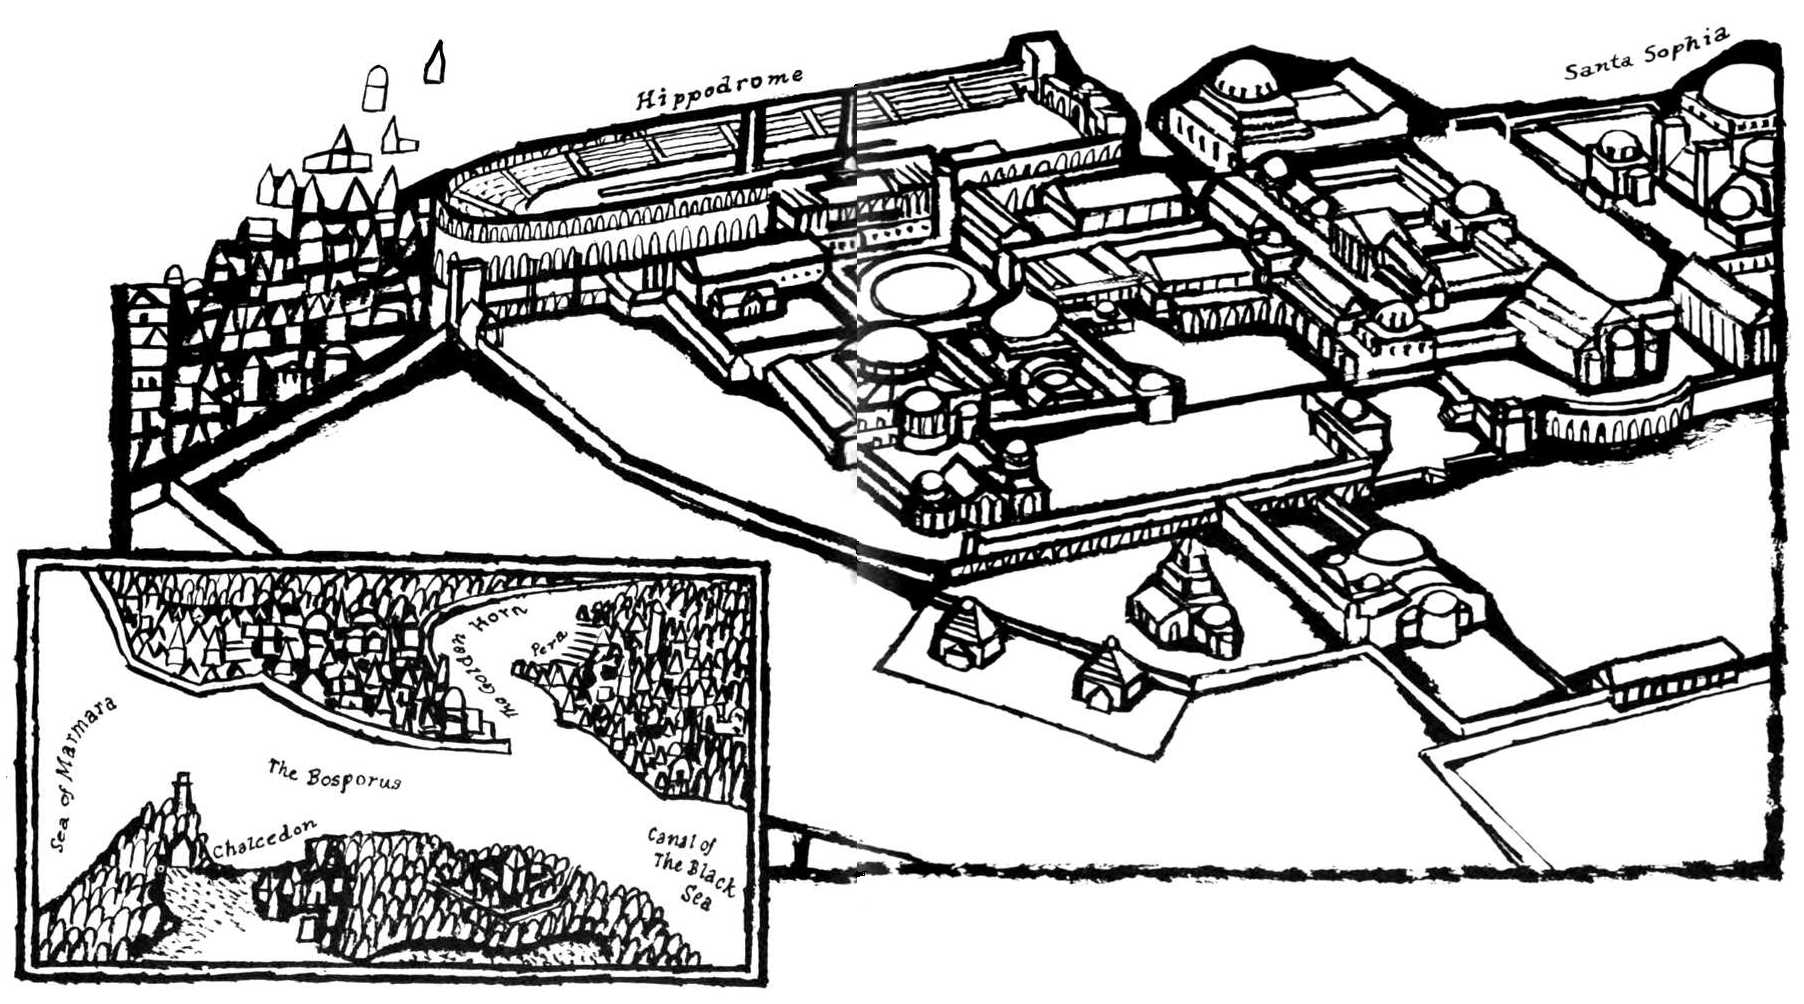 Hippodrome
Santa Sophia
The Golden Horn
Pera
Sea of Marmara
The Bosporus
Chalcedon
Canal of
The Black
Sea